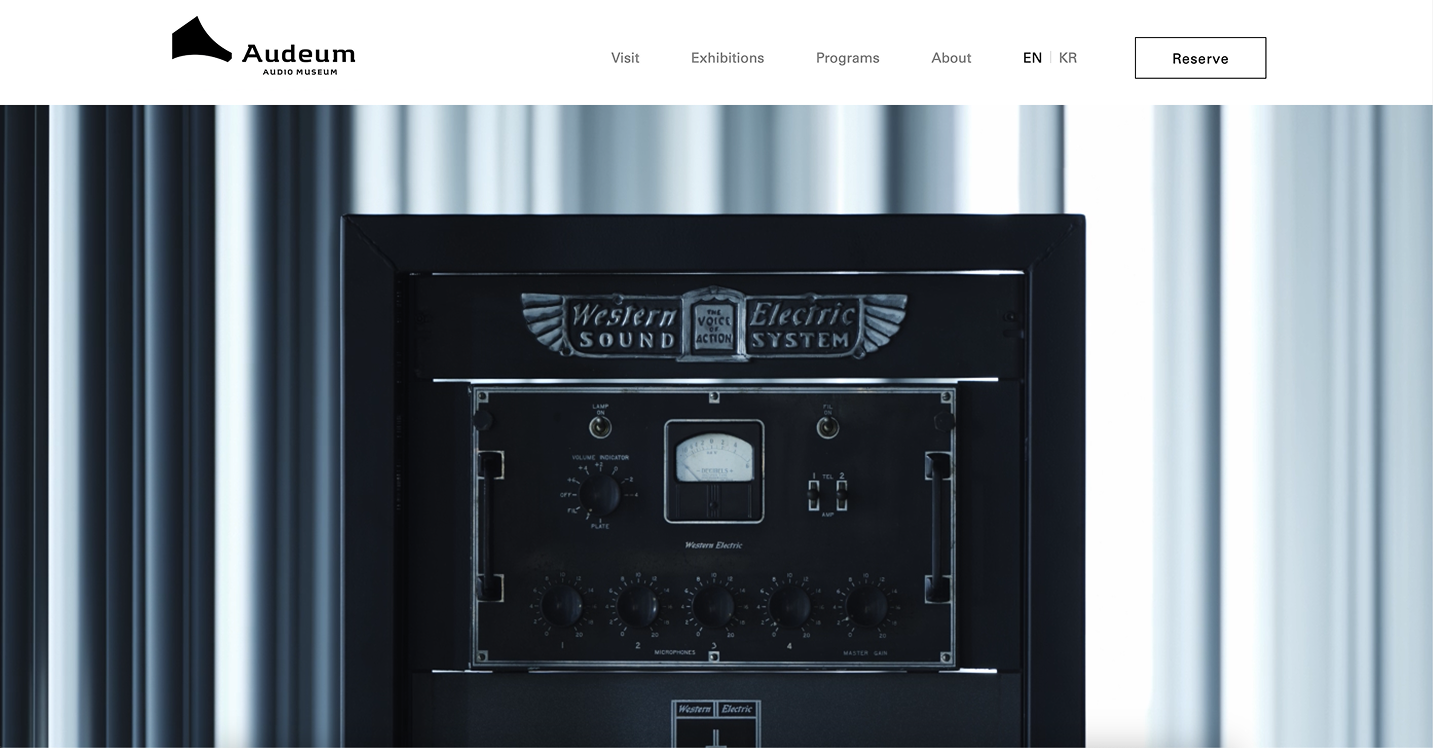 Audeum
AUDIO MUSEUM
Visit
Exhibitions
Programs
About
EN
KR
Reserve
Western Electric
THE VOICE OF ACTION
SOUND SYSTEM
LAMP
ON
FIL
ON
VOLUME INDICATOR
OFF
FIL
PLATE
DECIBELS
1 TEL 2
AMP
Western Electric
1
2
MICROPHONES
3
4
MASTER GAIN
Western Electric